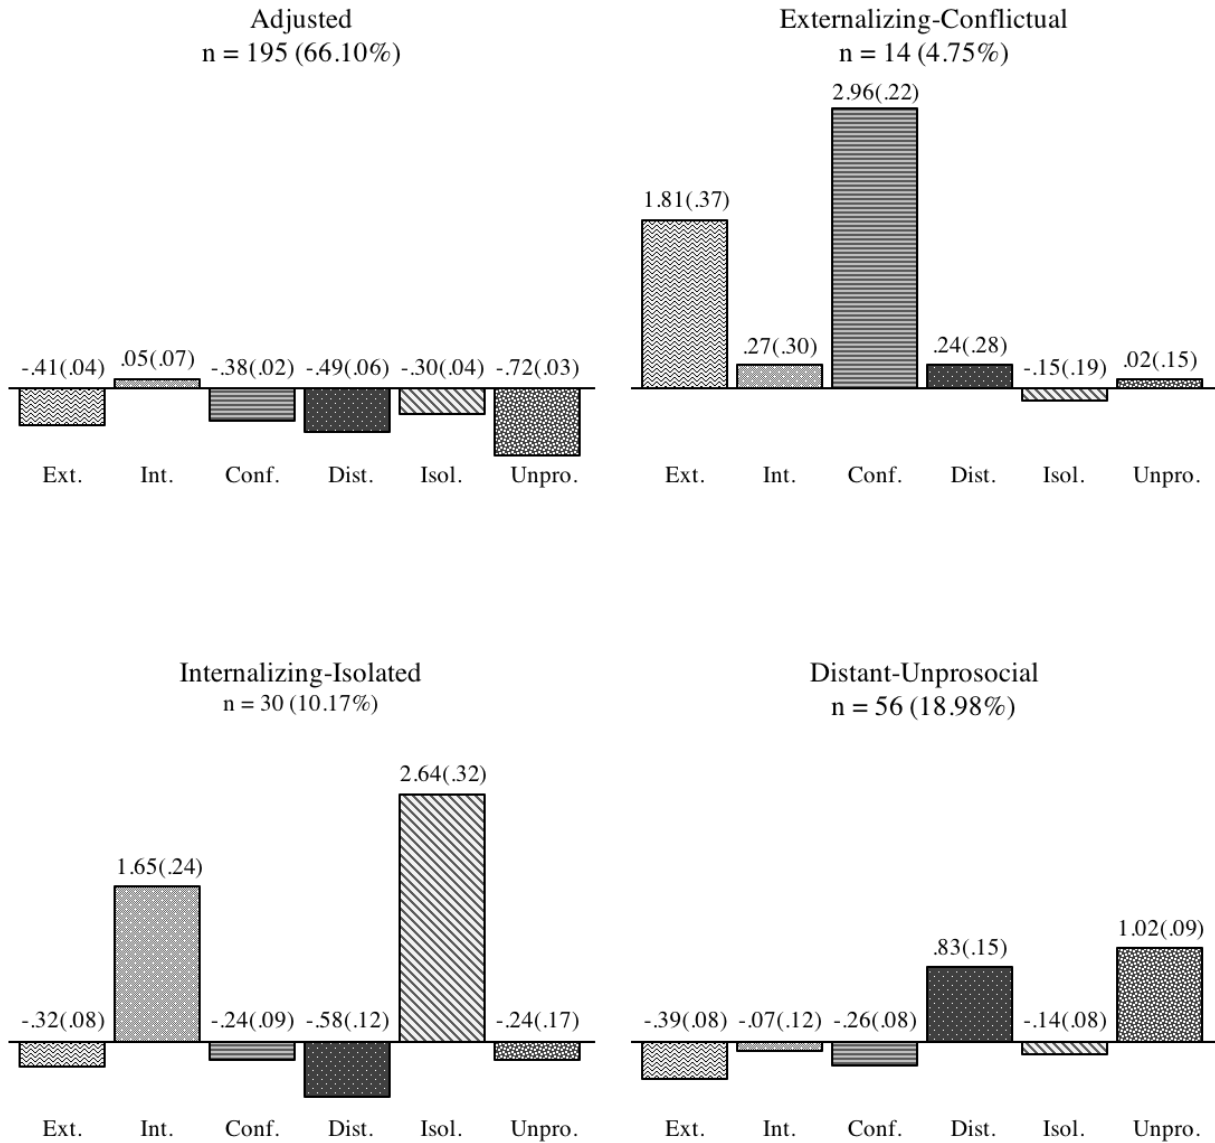 Adjusted
n = 195 (66.10%)
-.41(.04) .05(.07) -.38(.02) -.49(.06) -.30(.04) -.72(.03)
Ext. Int. Conf. Dist. Isol. Unpro.
Externalizing-Conflictual
n = 14 (4.75%)
2.96(.22)
1.81(.37)
.27(.30) .24(.28) -.15(.19) .02(.15)
Ext. Int. Conf. Dist. Isol. Unpro.
Internalizing-Isolated
n = 30 (10.17%)
2.64(.32)
1.65(.24)
-.32(.08) -.24(.09) -.58(.12) -.24(.17)
Ext. Int. Conf. Dist. Isol. Unpro.
Distant-Unprosocial
n = 56 (18.98%)
1.02(.09)
.83(.15)
-.39(.08) -.07(.12) -.26(.08) -.14(.08)
Ext. Int. Conf. Dist. Isol. Unpro.